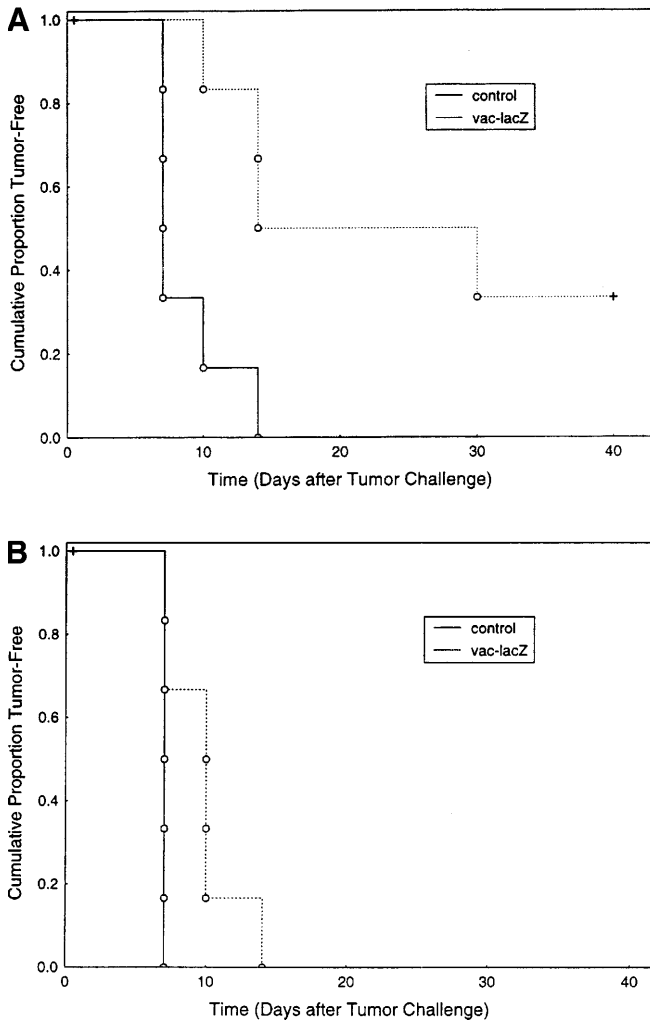 A
Cumulative Proportion Tumor-Free
1.0
0.8
0.6
0.4
0.2
0.0
control
vac-lacZ
0 10 20 30 40
Time (Days after Tumor Challenge)
B
Cumulative Proportion Tumor-Free
1.0
0.8
0.6
0.4
0.2
0.0
control
vac-lacZ
0 10 20 30 40
Time (Days after Tumor Challenge)